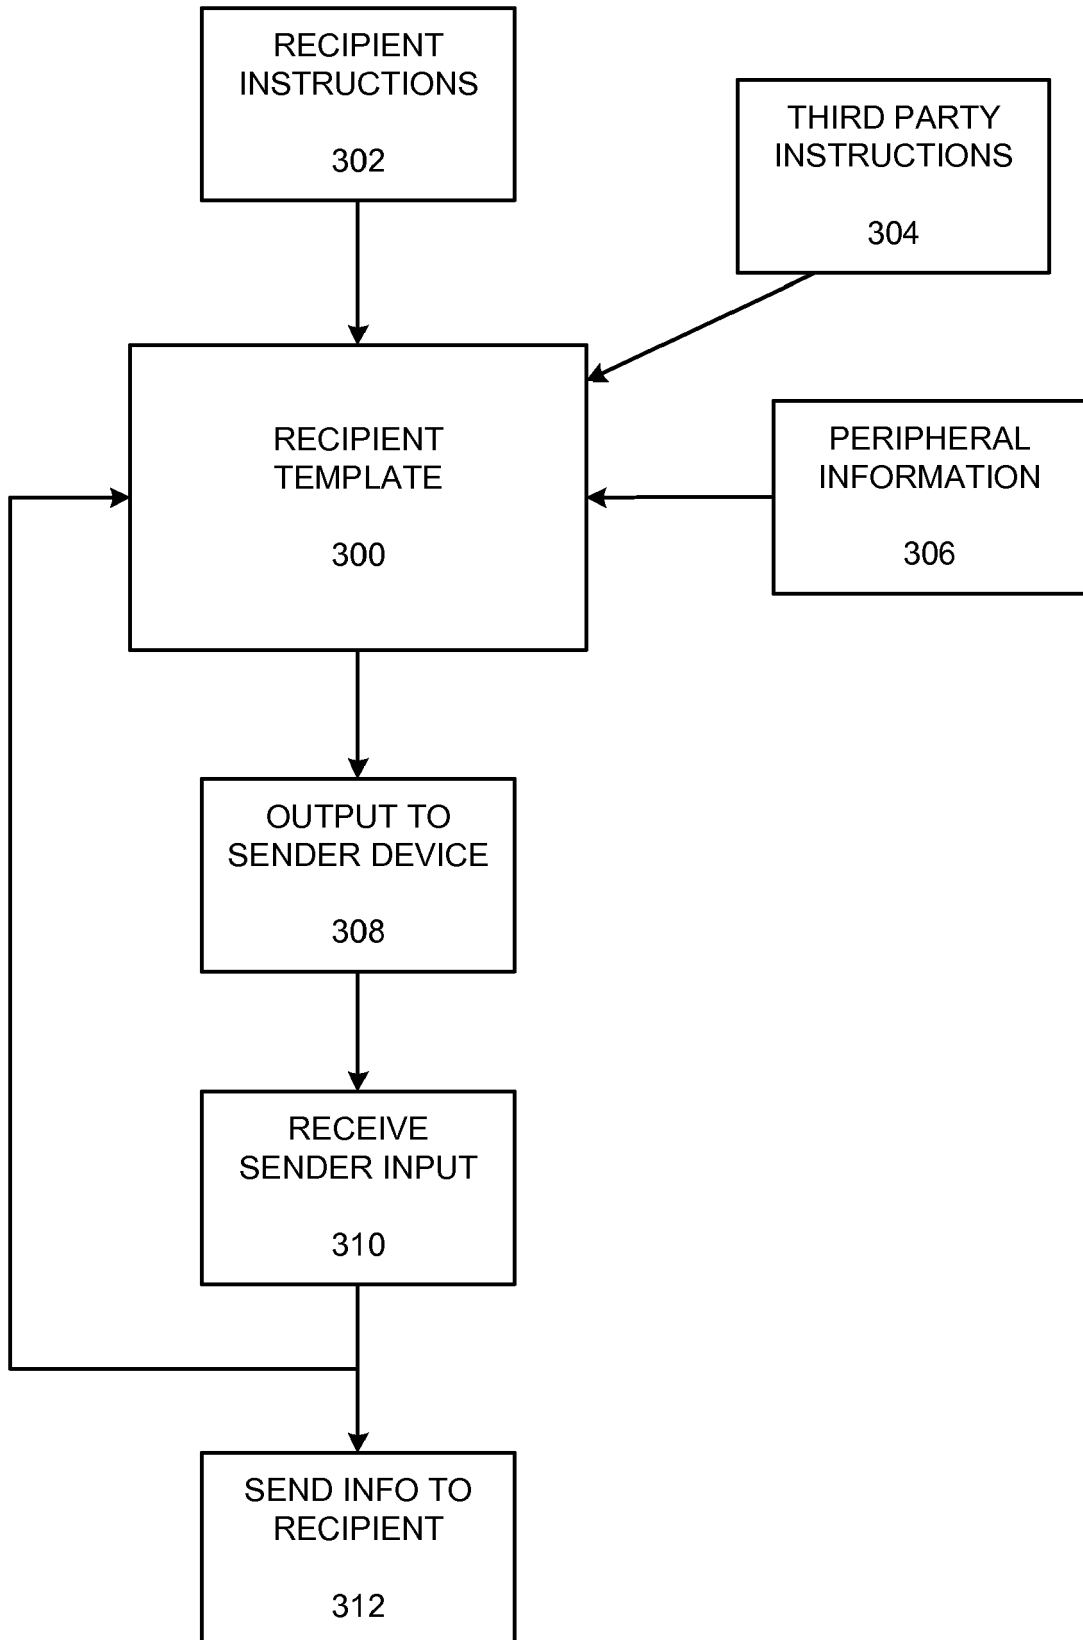 RECIPIENT
INSTRUCTIONS
302
THIRD PARTY
INSTRUCTIONS
304
RECIPIENT
TEMPLATE
300
PERIPHERAL
INFORMATION
306
OUTPUT TO
SENDER DEVICE
308
RECEIVE
SENDER INPUT
310
SEND INFO TO
RECIPIENT
312